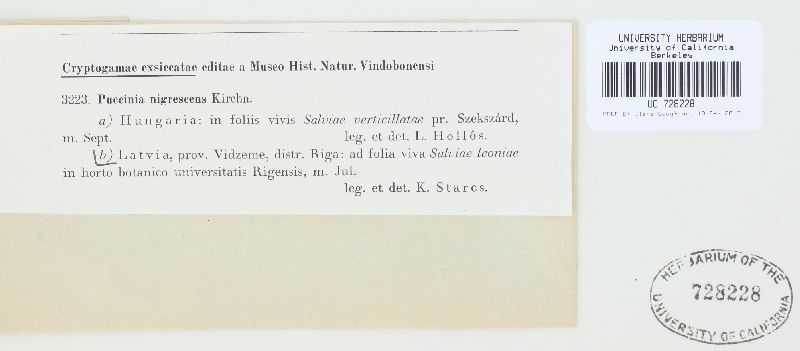 Cryptogamae exsiccatae editae a Museo Hist. Natur. Vindobonensi
3223. Puccinia nigrescens Kirchn.
a) Hungaria: in foliis vivis Salviae verticillatae pr. Szekszárd,
m. Sept. leg. et det. L. Hollós.
b) Latvia, prov. Vidzeme, distr. Riga: ad folia viva Salviae leoniae
in horto botanico universitatis Rigensis, m. Jul.
leg. et det. K. Starcs.
UNIVERSITY HERBARIUM
University of California
Berkeley
UC 728228
HERBARIUM OF THE
728228
UNIVERSITY OF CALIFORNIA